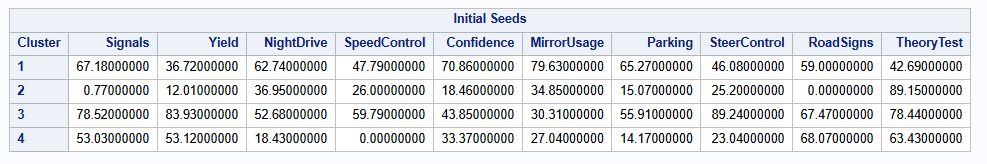 Initial Seeds
Cluster Signals Yield NightDrive SpeedControl Confidence MirrorUsage Parking SteerControl RoadSigns TheoryTest
1 67.18000000 36.72000000 62.74000000 47.79000000 70.86000000 79.63000000 65.27000000 46.08000000 59.00000000 42.69000000
2 0.77000000 12.01000000 36.95000000 26.00000000 18.46000000 34.85000000 15.07000000 25.20000000 0.00000000 89.15000000
3 78.52000000 83.93000000 52.68000000 59.79000000 43.85000000 30.31000000 55.91000000 89.24000000 67.47000000 78.44000000
4 53.03000000 53.12000000 18.43000000 0.00000000 33.37000000 27.04000000 14.17000000 23.04000000 68.07000000 63.43000000